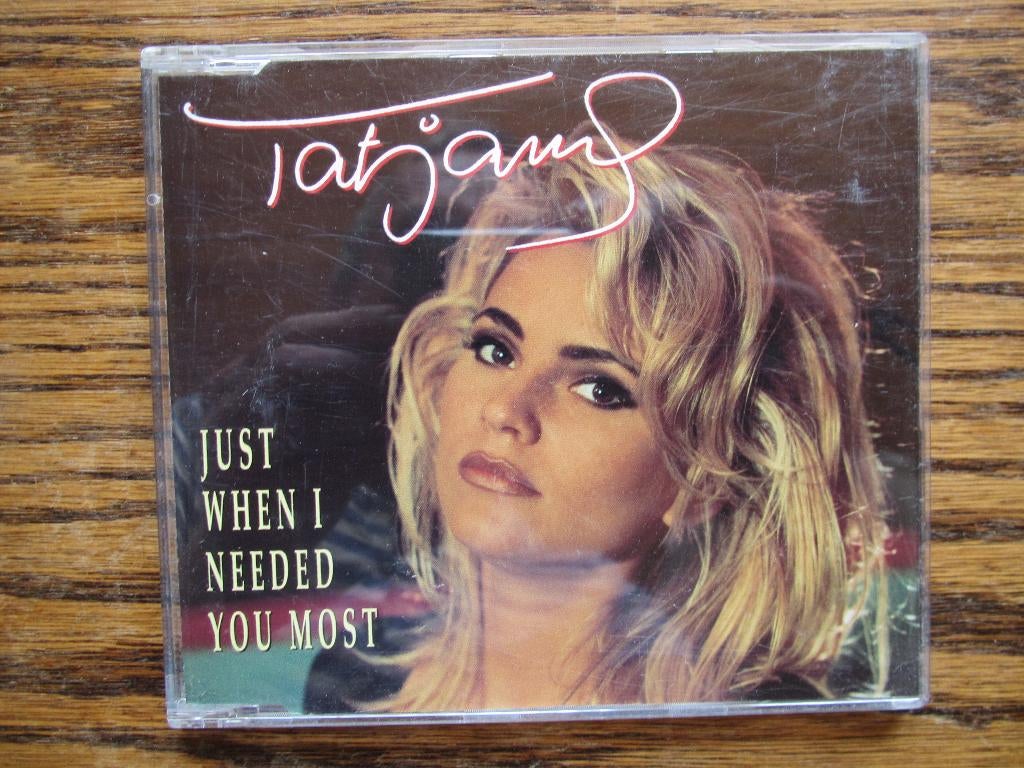 Tatjana
JUST
WHEN I
NEEDED
YOU MOST